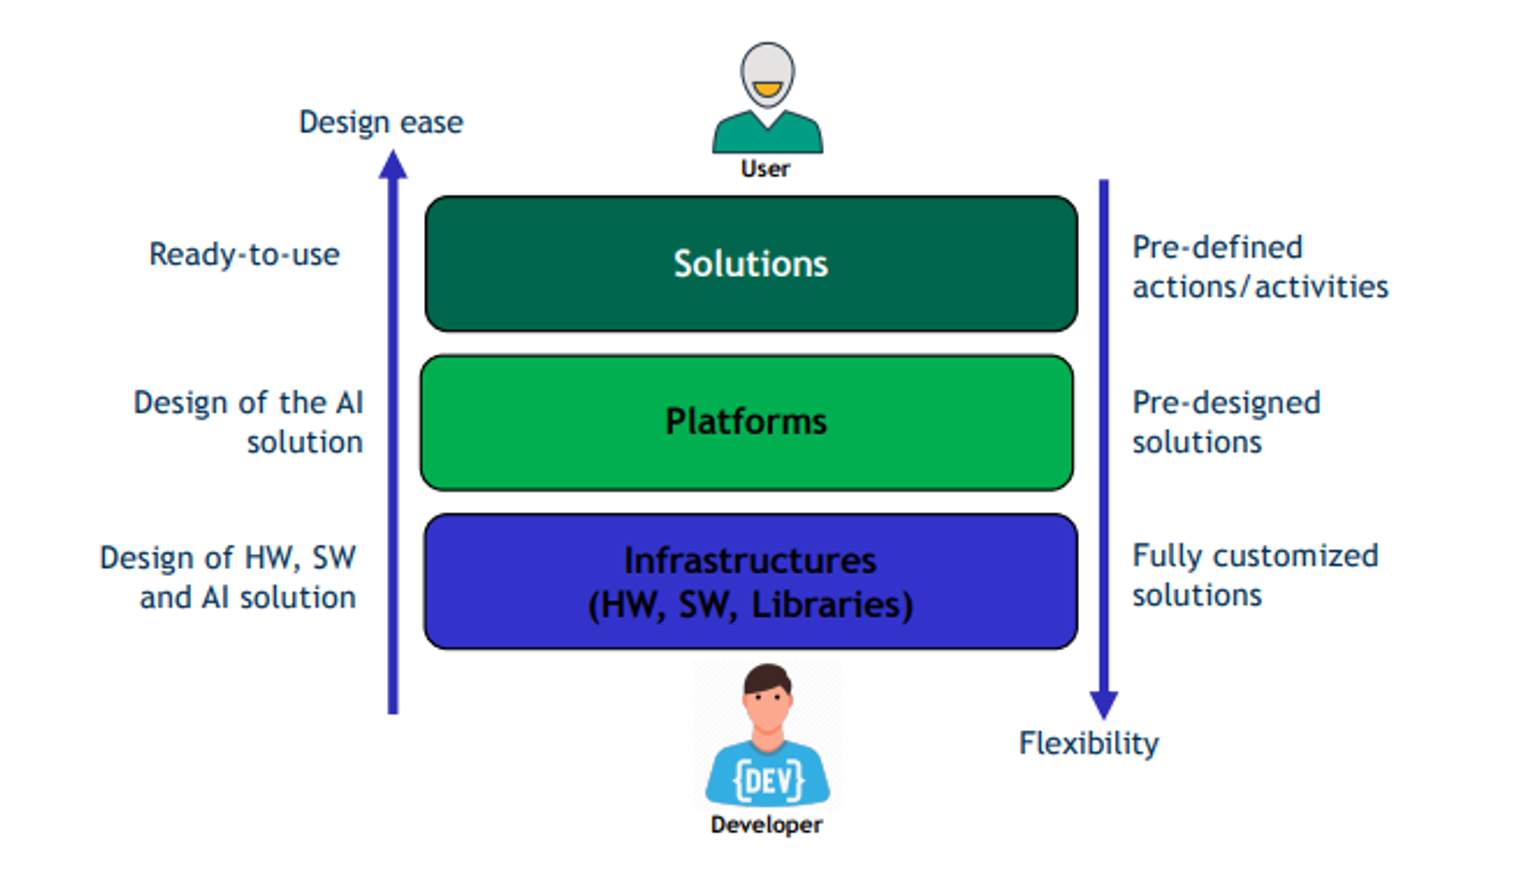 Design ease
User
Ready-to-use
Solutions
Pre-defined
actions/activities
Design of the AI
solution
Platforms
Pre-designed
solutions
Design of HW, SW
and AI solution
Infrastructures
(HW, SW, Libraries)
Fully customized
solutions
Flexibility
{DEV}
Developer